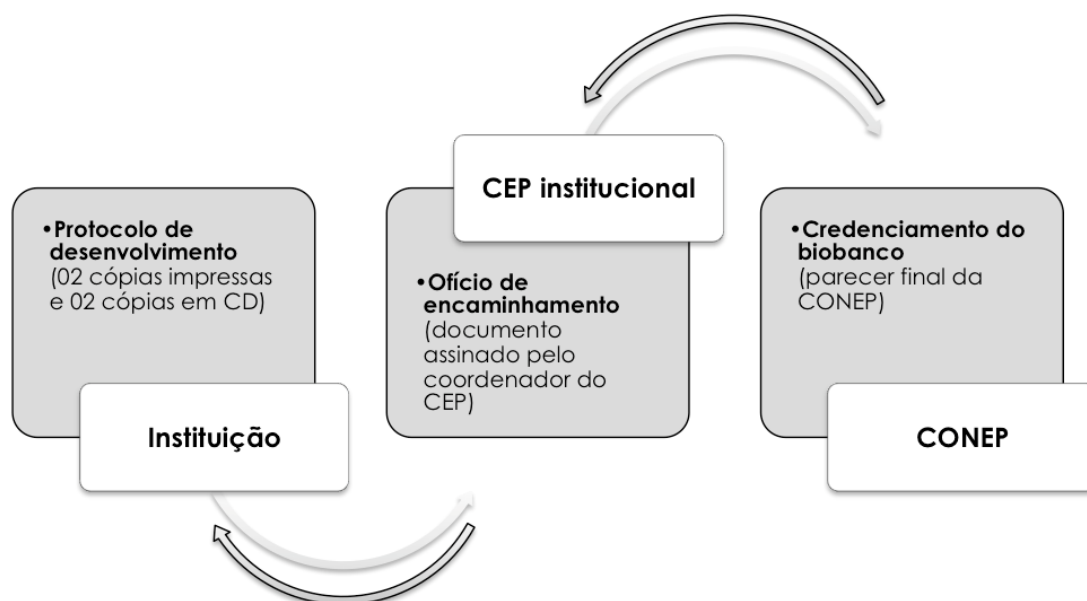 •Protocolo de
desenvolvimento
(02 cópias impressas
e 02 cópias em CD)
Instituição
CEP institucional
•Ofício de
encaminhamento
(documento
assinado pelo
coordenador do
CEP)
•Credenciamento do
biobanco
(parecer final da
CONEP)
CONEP